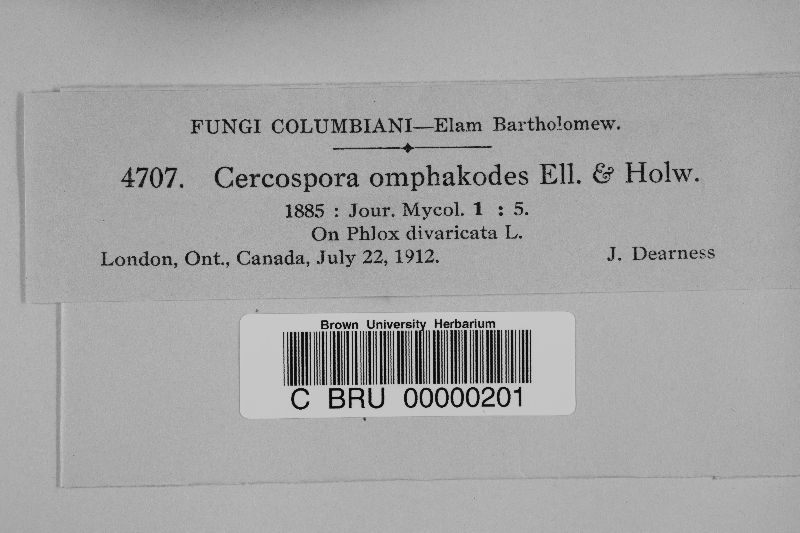 FUNGI COLUMBIANI—Elam Bartholomew.
4707. Cercospora omphakodes Ell. & Holw.
1885 : Jour. Mycol. 1 : 5.
On Phlox divaricata L.
London, Ont., Canada, July 22, 1912. J. Dearness
Brown University Herbarium
C BRU 00000201